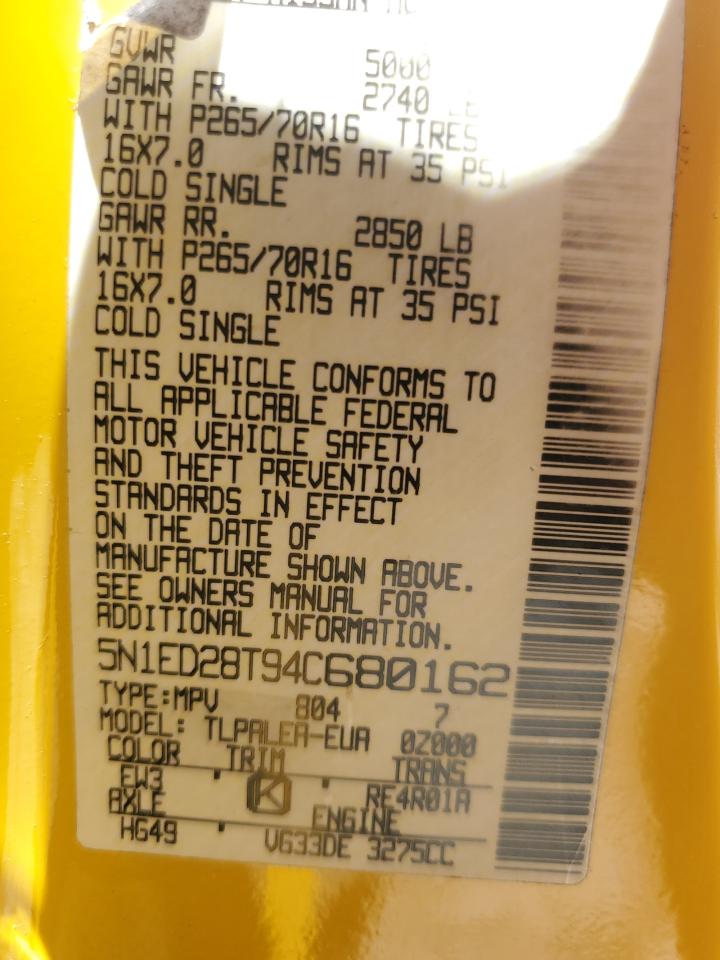 NISSAN MO
GVWR 5000
GAWR FR. 2740 LB
WITH P265/70R16 TIRES
16X7.0 RIMS AT 35 PSI
COLD SINGLE
GAWR RR. 2850 LB
WITH P265/70R16 TIRES
16X7.0 RIMS AT 35 PSI
COLD SINGLE
THIS VEHICLE CONFORMS TO
ALL APPLICABLE FEDERAL
MOTOR VEHICLE SAFETY
AND THEFT PREVENTION
STANDARDS IN EFFECT
ON THE DATE OF
MANUFACTURE SHOWN ABOVE.
SEE OWNERS MANUAL FOR
ADDITIONAL INFORMATION.
5N1ED28T94C680162
TYPE:MPV 804 7
MODEL: TLPALEA-EUA 0Z000
COLOR TRIM TRANS
EW3 K RE4R01A
AXLE ENGINE
HG49 VG33DE 3275CC